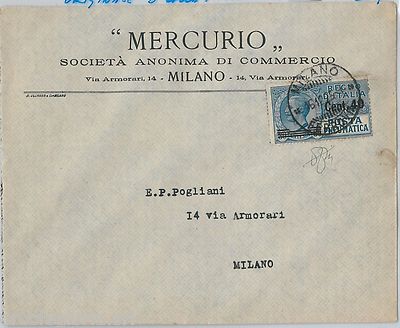 " MERCURIO „
SOCIETÀ ANONIMA DI COMMERCIO
Via Armorari, 14 - MILANO - 14, Via Armorari
MILANO
REGNO
D'ITALIA
Cent. 40
POSTA
PNEUMATICA
E.P.Pogliani
14 via Armorari
MILANO